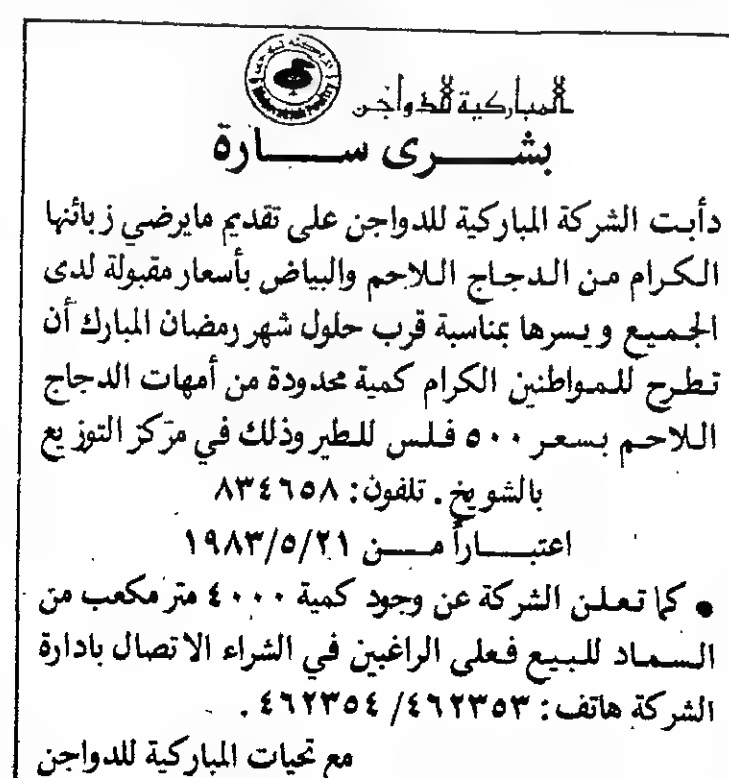 المباركية للدواجن
بشرى سارة
دأبت الشركة المباركية للدواجن على تقديم مايرضي زبائنها
الكرام من الدجاج اللاحم والبياض بأسعار مقبولة لدى
الجميع ويسرها بمناسبة قرب حلول شهر رمضان المبارك أن
تطرح للمواطنين الكرام كمية محدودة من أمهات الدجاج
اللاحم بسعر ٥٠٠ فلس للطير وذلك في مركز التوزيع
بالشويخ . تلفون : ٨٣٤٦٥٨
اعتباراً من ١٩٨٣/٥/٢١
● كما تعلن الشركة عن وجود كمية ٤٠٠٠ متر مكعب من
السماد للبيع فعلى الراغبين في الشراء الاتصال بادارة
الشركة هاتف : ٤٦٢٣٥٣/ ٤٦٢٣٥٤ .
مع تحيات المباركية للدواجن